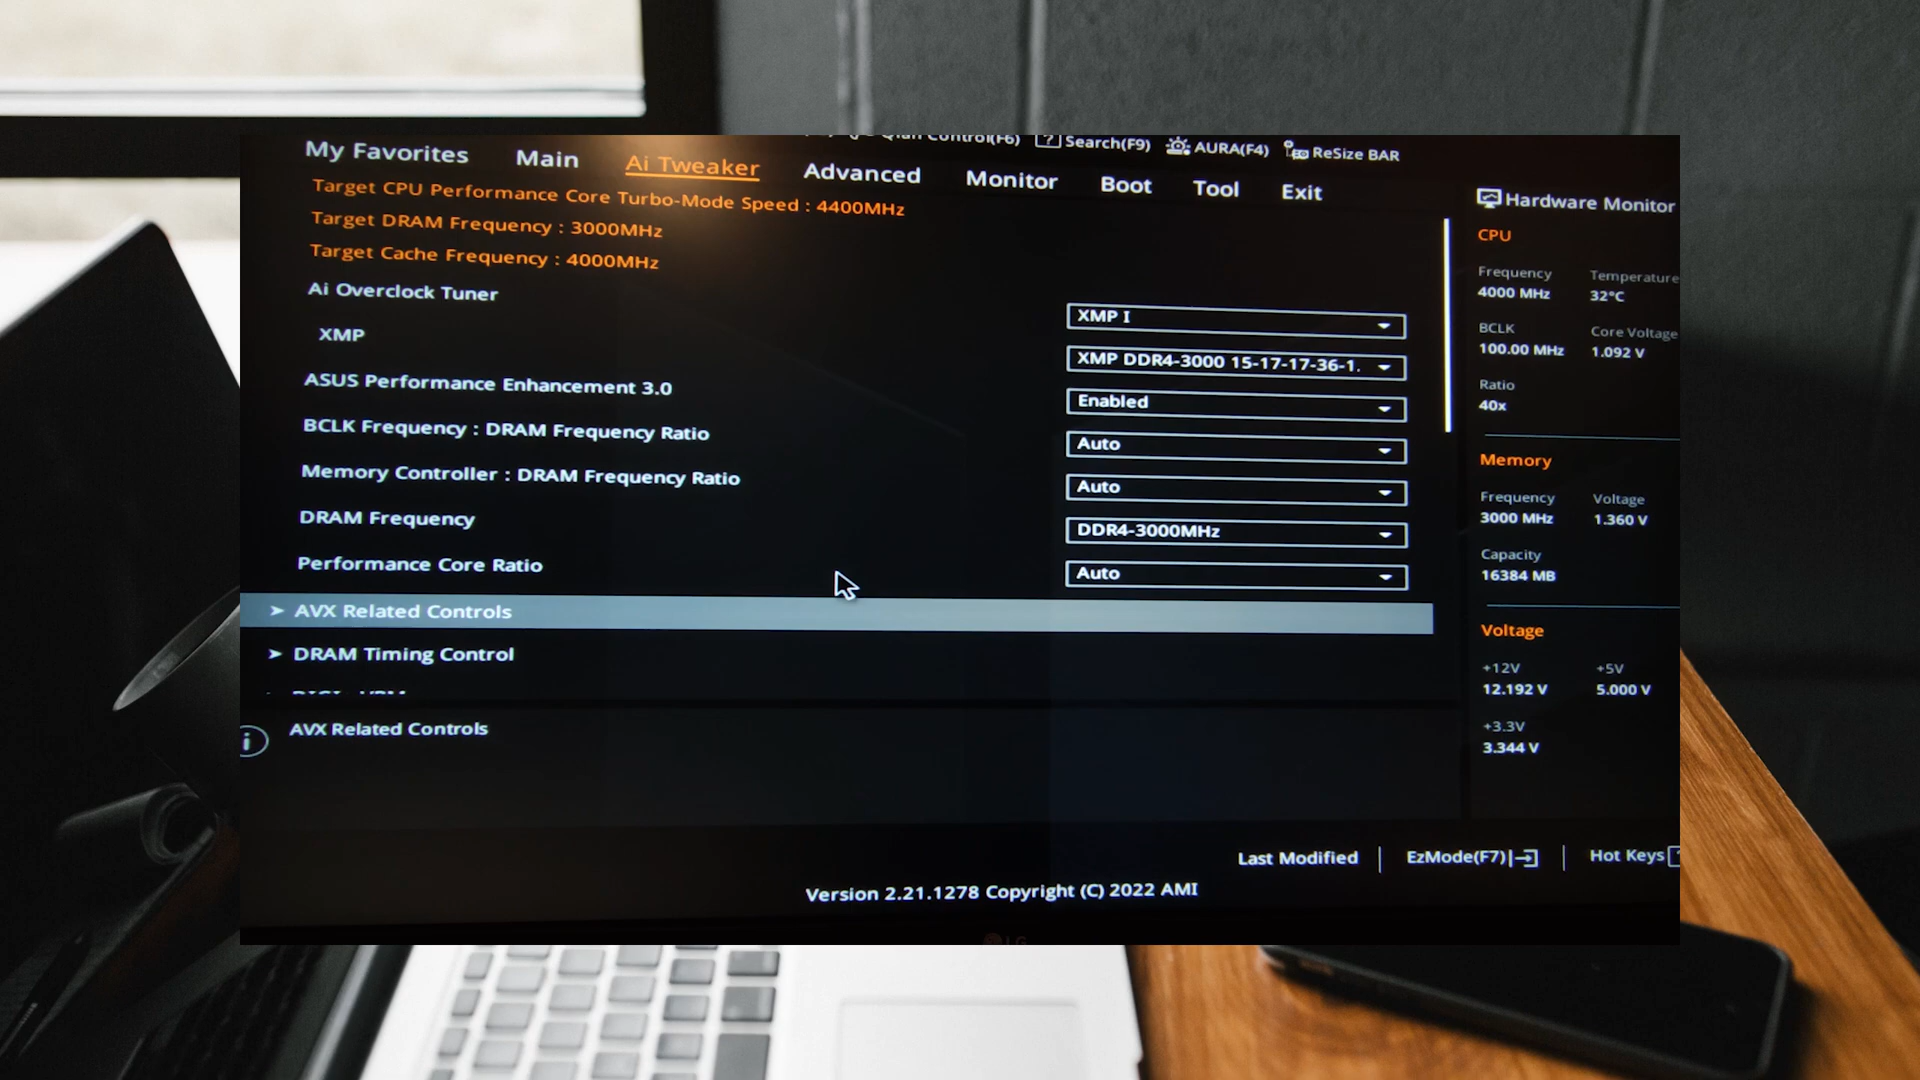 Search(F9) AURA(F4) ReSize BAR
My Favorites Main Ai Tweaker Advanced Monitor Boot Tool Exit
Target CPU Performance Core Turbo-Mode Speed : 4400MHz
Target DRAM Frequency : 3000MHz
Target Cache Frequency : 4000MHz
Ai Overclock Tuner XMP I
XMP XMP DDR4-3000 15-17-17-36-1.
ASUS Performance Enhancement 3.0 Enabled
BCLK Frequency : DRAM Frequency Ratio Auto
Memory Controller : DRAM Frequency Ratio Auto
DRAM Frequency DDR4-3000MHz
Performance Core Ratio Auto
AVX Related Controls
DRAM Timing Control
AVX Related Controls
Hardware Monitor
CPU
Frequency Temperature
4000 MHz 32°C
BCLK Core Voltage
100.00 MHz 1.092 V
Ratio
40x
Memory
Frequency Voltage
3000 MHz 1.360 V
Capacity
16384 MB
Voltage
+12V +5V
12.192 V 5.000 V
+3.3V
3.344 V
Last Modified EzMode(F7) Hot Keys
Version 2.21.1278 Copyright (C) 2022 AMI
LG